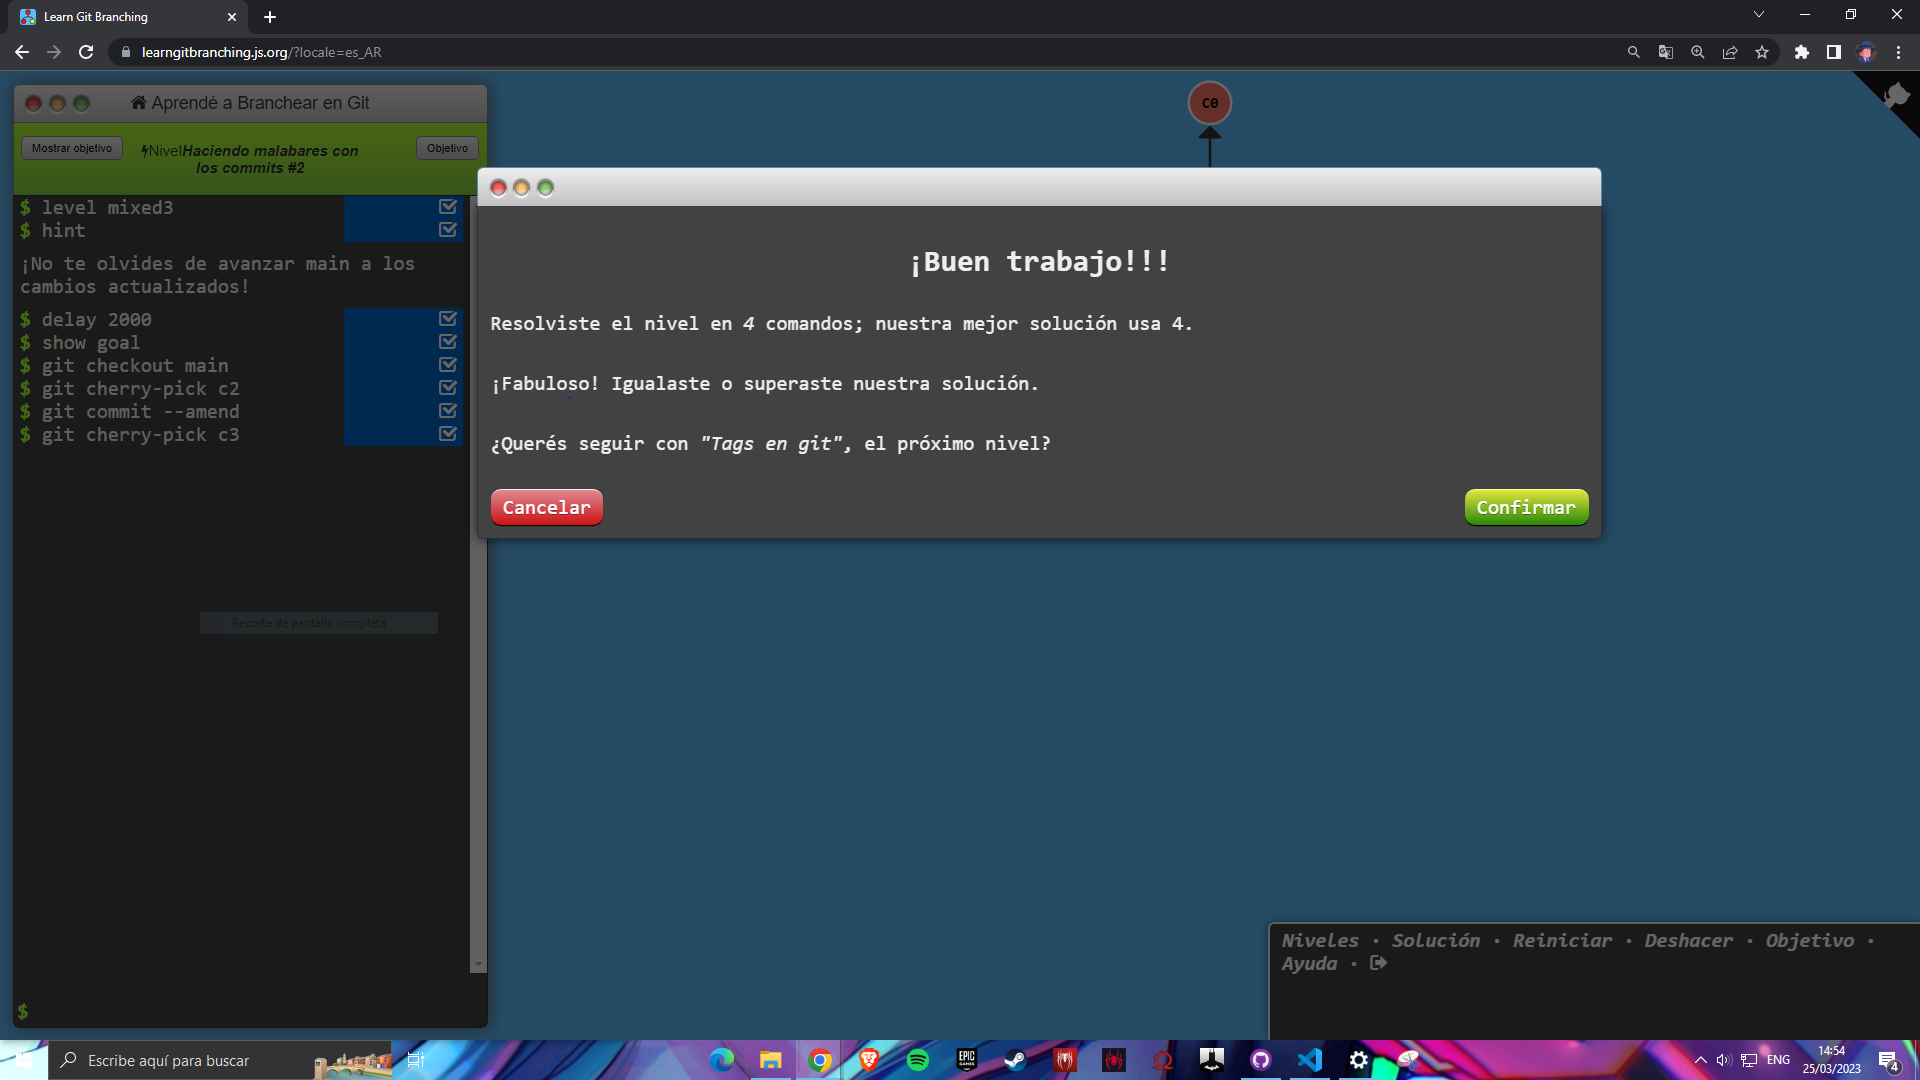 Learn Git Branching
learngitbranching.js.org/?locale=es_AR
Aprendé a Branchear en Git
Mostrar objetivo
NivelHaciendo malabares con
los commits #2
Objetivo
$ level mixed3
$ hint
¡No te olvides de avanzar main a los
cambios actualizados!
$ delay 2000
$ show goal
$ git checkout main
$ git cherry-pick c2
$ git commit --amend
$ git cherry-pick c3
Recorte de pantalla completa
$
C0
¡Buen trabajo!!!
Resolviste el nivel en 4 comandos; nuestra mejor solución usa 4.
¡Fabuloso! Igualaste o superaste nuestra solución.
¿Querés seguir con "Tags en git", el próximo nivel?
Cancelar
Confirmar
Niveles · Solución · Reiniciar · Deshacer · Objetivo ·
Ayuda ·
Escribe aquí para buscar
EPIC
GAMES
ENG
14:54
25/03/2023
4